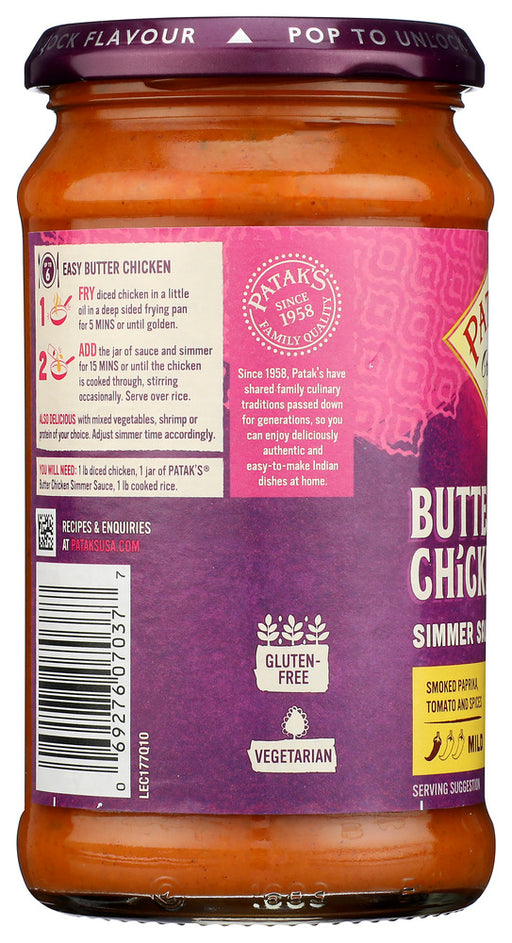 LOCK FLAVOUR ▲ POP TO UNLOCK
UP TO
6
EASY BUTTER CHICKEN
1
FRY diced chicken in a little
oil in a deep sided frying pan
for 5 MINS or until golden.
2
ADD the jar of sauce and simmer
for 15 MINS or until the chicken
is cooked through, stirring
occasionally. Serve over rice.
ALSO DELICIOUS with mixed vegetables, shrimp or
protein of your choice. Adjust simmer time accordingly.
YOU WILL NEED: 1 lb diced chicken, 1 jar of PATAK'S®
Butter Chicken Simmer Sauce, 1 lb cooked rice.
RECIPES & ENQUIRIES
AT PATAKSUSA.COM
0 69276 07037 7
LEC177Q10
PATAK'S
SINCE
1958
FAMILY QUALITY
Since 1958, Patak's have
shared family culinary
traditions passed down
for generations, so you
can enjoy deliciously
authentic and
easy-to-make Indian
dishes at home.
GLUTEN-
FREE
VEGETARIAN
PA
BUTTE
CHiCK
SIMMER
SMOKED PAPRIKA,
TOMATO AND SPICES
MILD
SERVING SUGGESTION